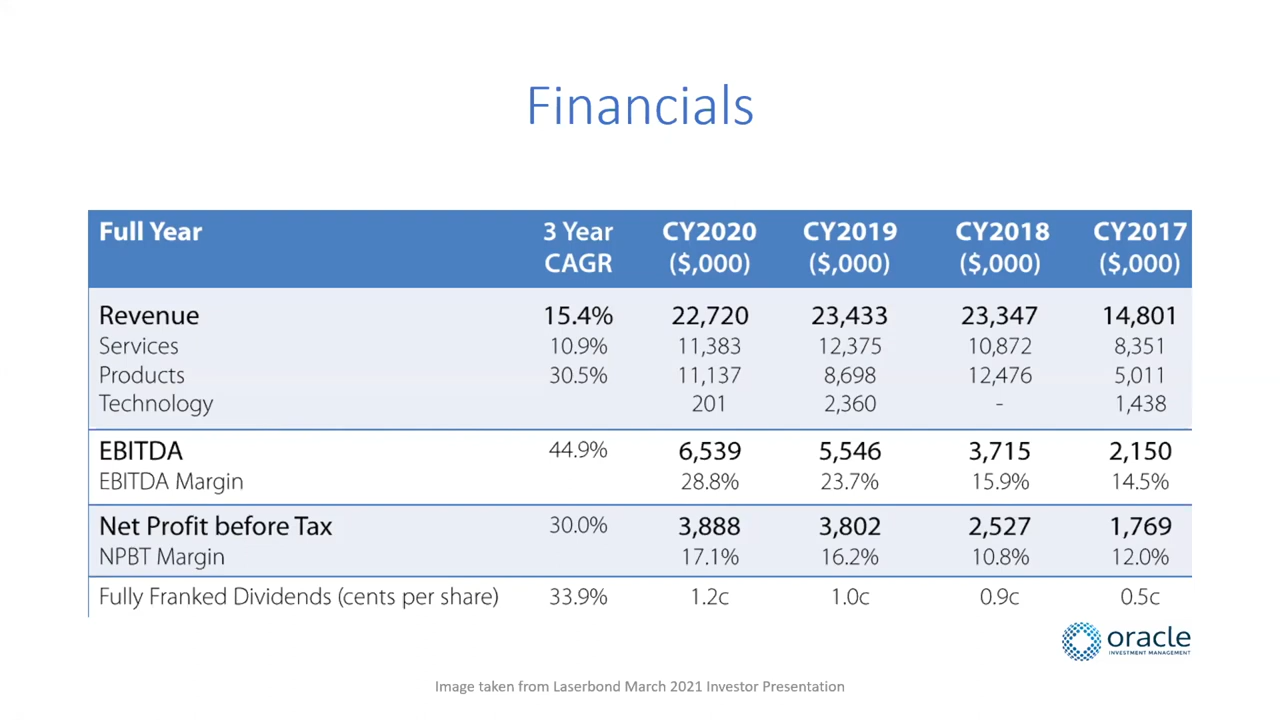 Financials
Full Year 3 Year CAGR CY2020 ($,000) CY2019 ($,000) CY2018 ($,000) CY2017 ($,000)
Revenue 15.4% 22,720 23,433 23,347 14,801
Services 10.9% 11,383 12,375 10,872 8,351
Products 30.5% 11,137 8,698 12,476 5,011
Technology 201 2,360 - 1,438
EBITDA 44.9% 6,539 5,546 3,715 2,150
EBITDA Margin 28.8% 23.7% 15.9% 14.5%
Net Profit before Tax 30.0% 3,888 3,802 2,527 1,769
NPBT Margin 17.1% 16.2% 10.8% 12.0%
Fully Franked Dividends (cents per share) 33.9% 1.2c 1.0c 0.9c 0.5c
oracle
INVESTMENT MANAGEMENT
Image taken from Laserbond March 2021 Investor Presentation